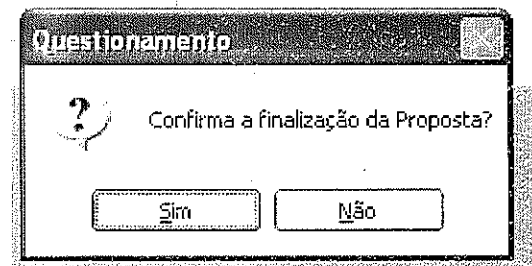 Questionamento
?
Confirma a finalização da Proposta?
Sim
Não